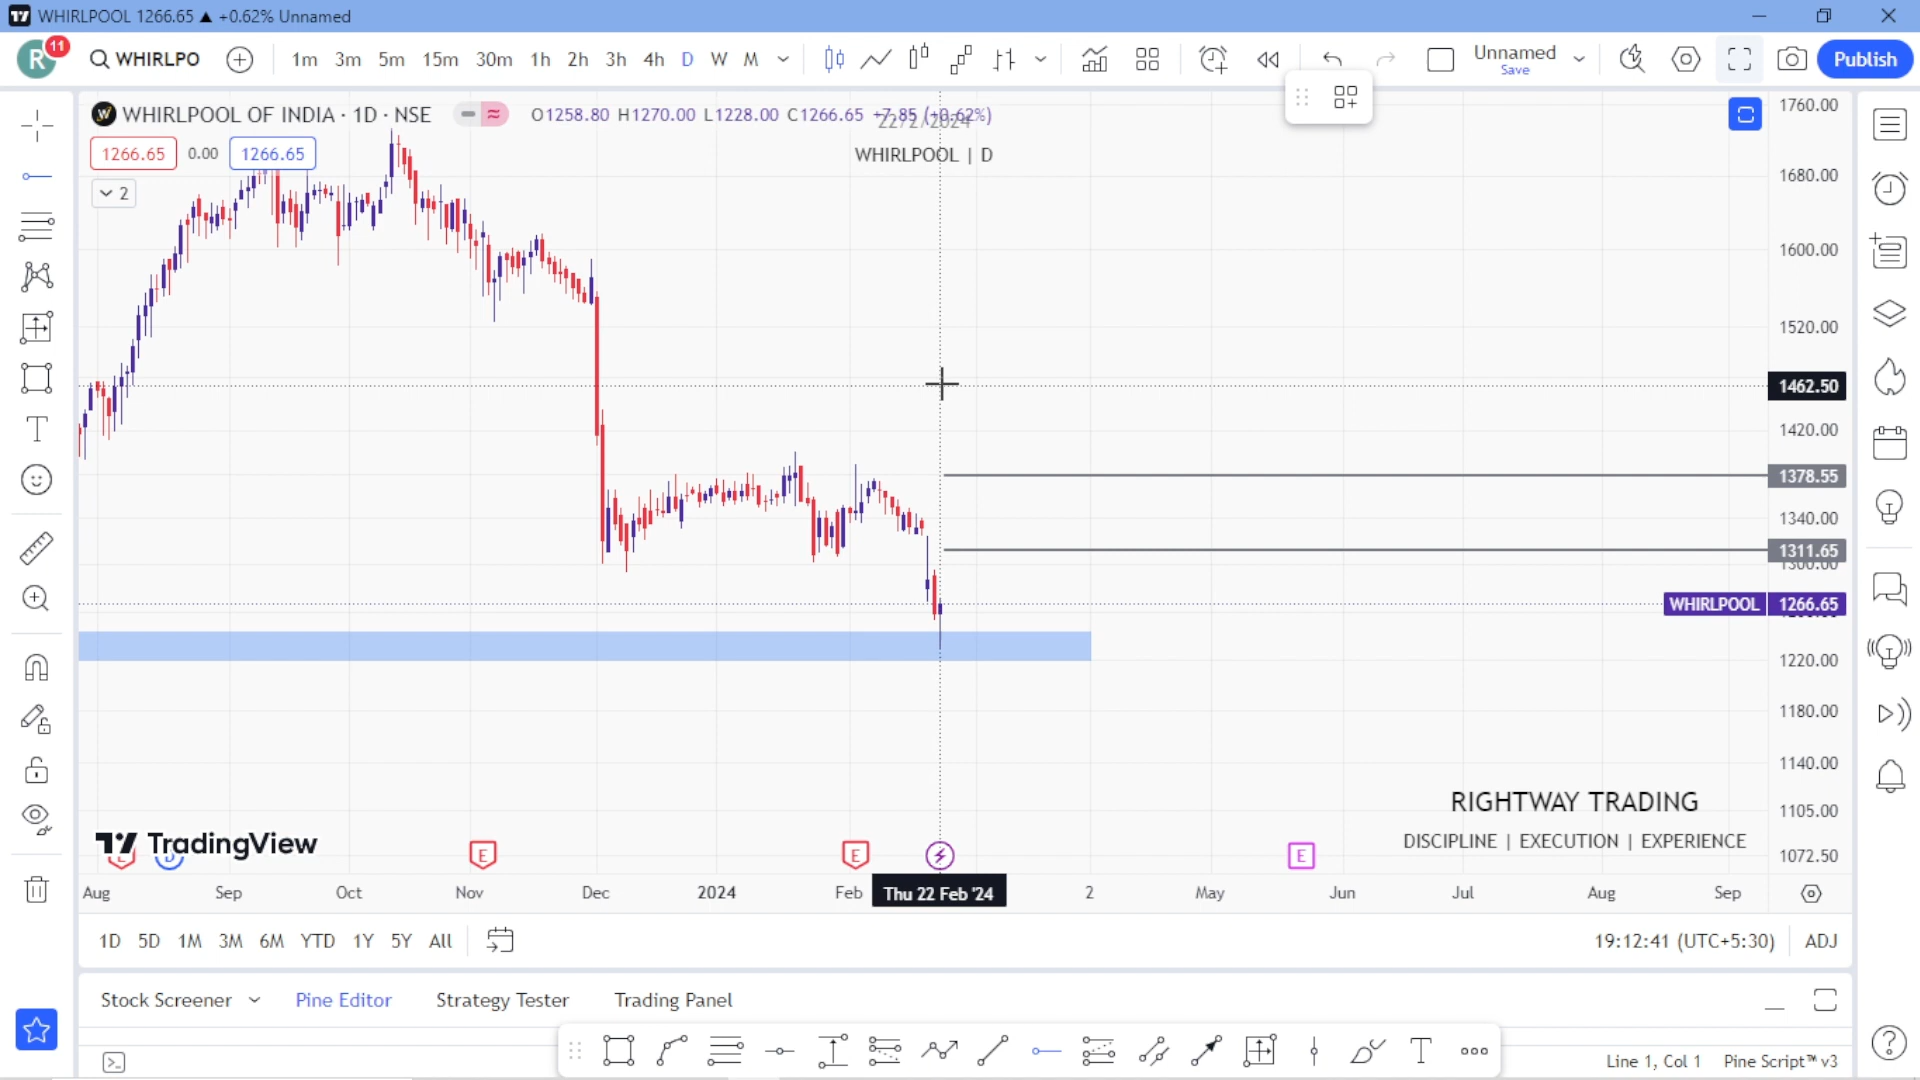 WHIRLPOOL 1266.65 ▲ +0.62% Unnamed
R 11 WHIRLPO 1m 3m 5m 15m 30m 1h 2h 3h 4h D W M Unnamed Save Publish
WHIRLPOOL OF INDIA · 1D · NSE O1258.80 H1270.00 L1228.00 C1266.65 +7.85 (+0.62%)
22/2/2024
1266.65 0.00 1266.65
WHIRLPOOL | D
2
1760.00
1680.00
1600.00
1520.00
1462.50
1420.00
1378.55
1340.00
1311.65
1300.00
WHIRLPOOL 1266.65
1220.00
1180.00
1140.00
1105.00
1072.50
RIGHTWAY TRADING
DISCIPLINE | EXECUTION | EXPERIENCE
TradingView
E D E E E
Aug Sep Oct Nov Dec 2024 Feb Thu 22 Feb '24 2 May Jun Jul Aug Sep
1D 5D 1M 3M 6M YTD 1Y 5Y All 19:12:41 (UTC+5:30) ADJ
Stock Screener Pine Editor Strategy Tester Trading Panel
Line 1, Col 1 Pine Script™ v3